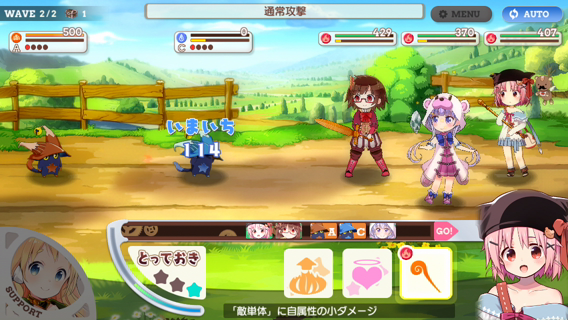 WAVE 2/2 1
通常攻撃
MENU
AUTO
500
A
0
C
429
370
407
いまいち
114
A
C
GO!
とっておき
SUPPORT
「敵単体」に自属性の小ダメージ